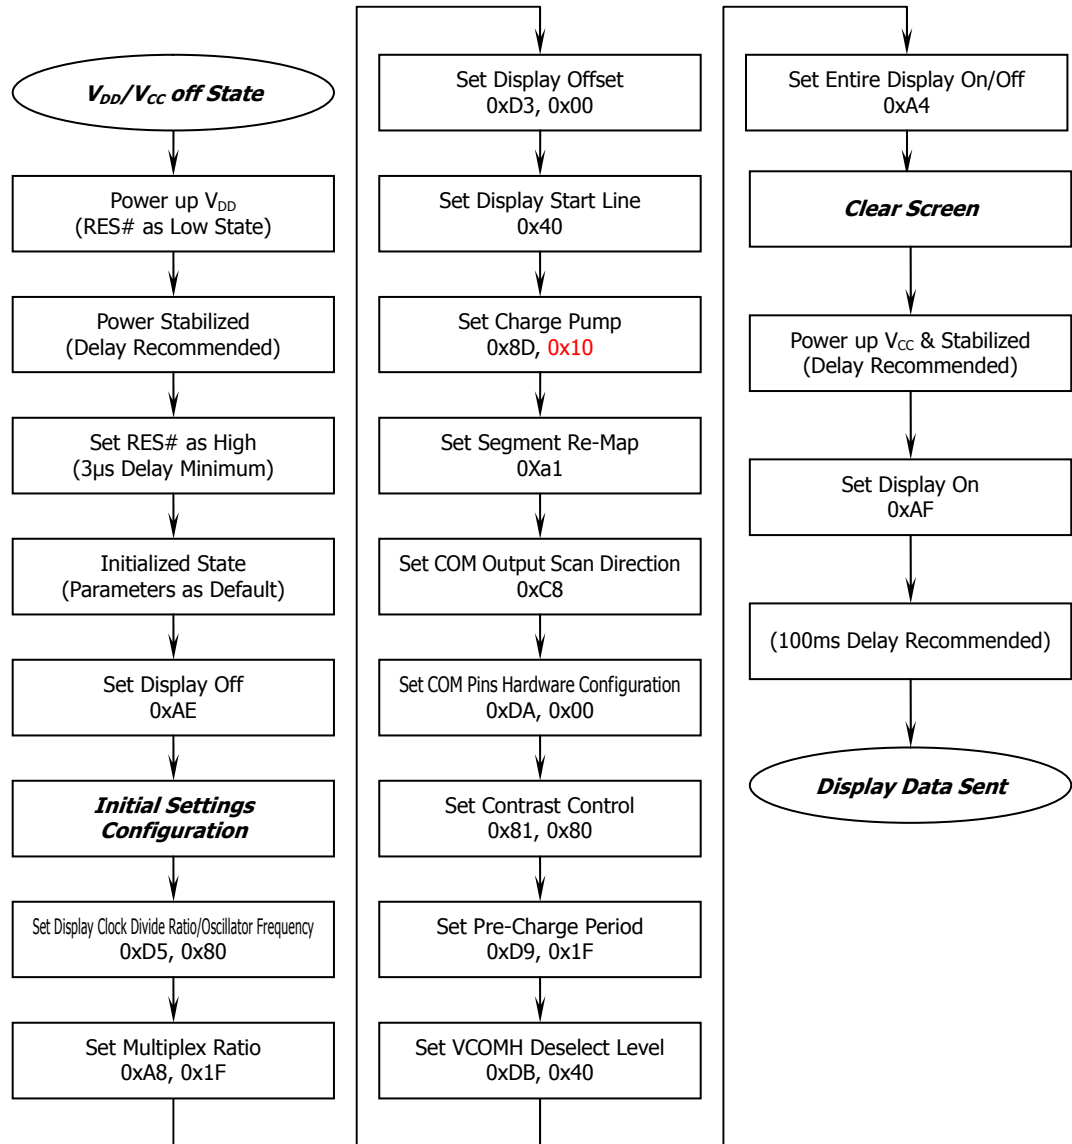 V_DD/V_CC off State
Power up V_DD
(RES# as Low State)
Power Stabilized
(Delay Recommended)
Set RES# as High
(3µs Delay Minimum)
Initialized State
(Parameters as Default)
Set Display Off
0xAE
Initial Settings
Configuration
Set Display Clock Divide Ratio/Oscillator Frequency
0xD5, 0x80
Set Multiplex Ratio
0xA8, 0x1F
Set Display Offset
0xD3, 0x00
Set Display Start Line
0x40
Set Charge Pump
0x8D, 0x10
Set Segment Re-Map
0Xa1
Set COM Output Scan Direction
0xC8
Set COM Pins Hardware Configuration
0xDA, 0x00
Set Contrast Control
0x81, 0x80
Set Pre-Charge Period
0xD9, 0x1F
Set VCOMH Deselect Level
0xDB, 0x40
Set Entire Display On/Off
0xA4
Clear Screen
Power up V_CC & Stabilized
(Delay Recommended)
Set Display On
0xAF
(100ms Delay Recommended)
Display Data Sent